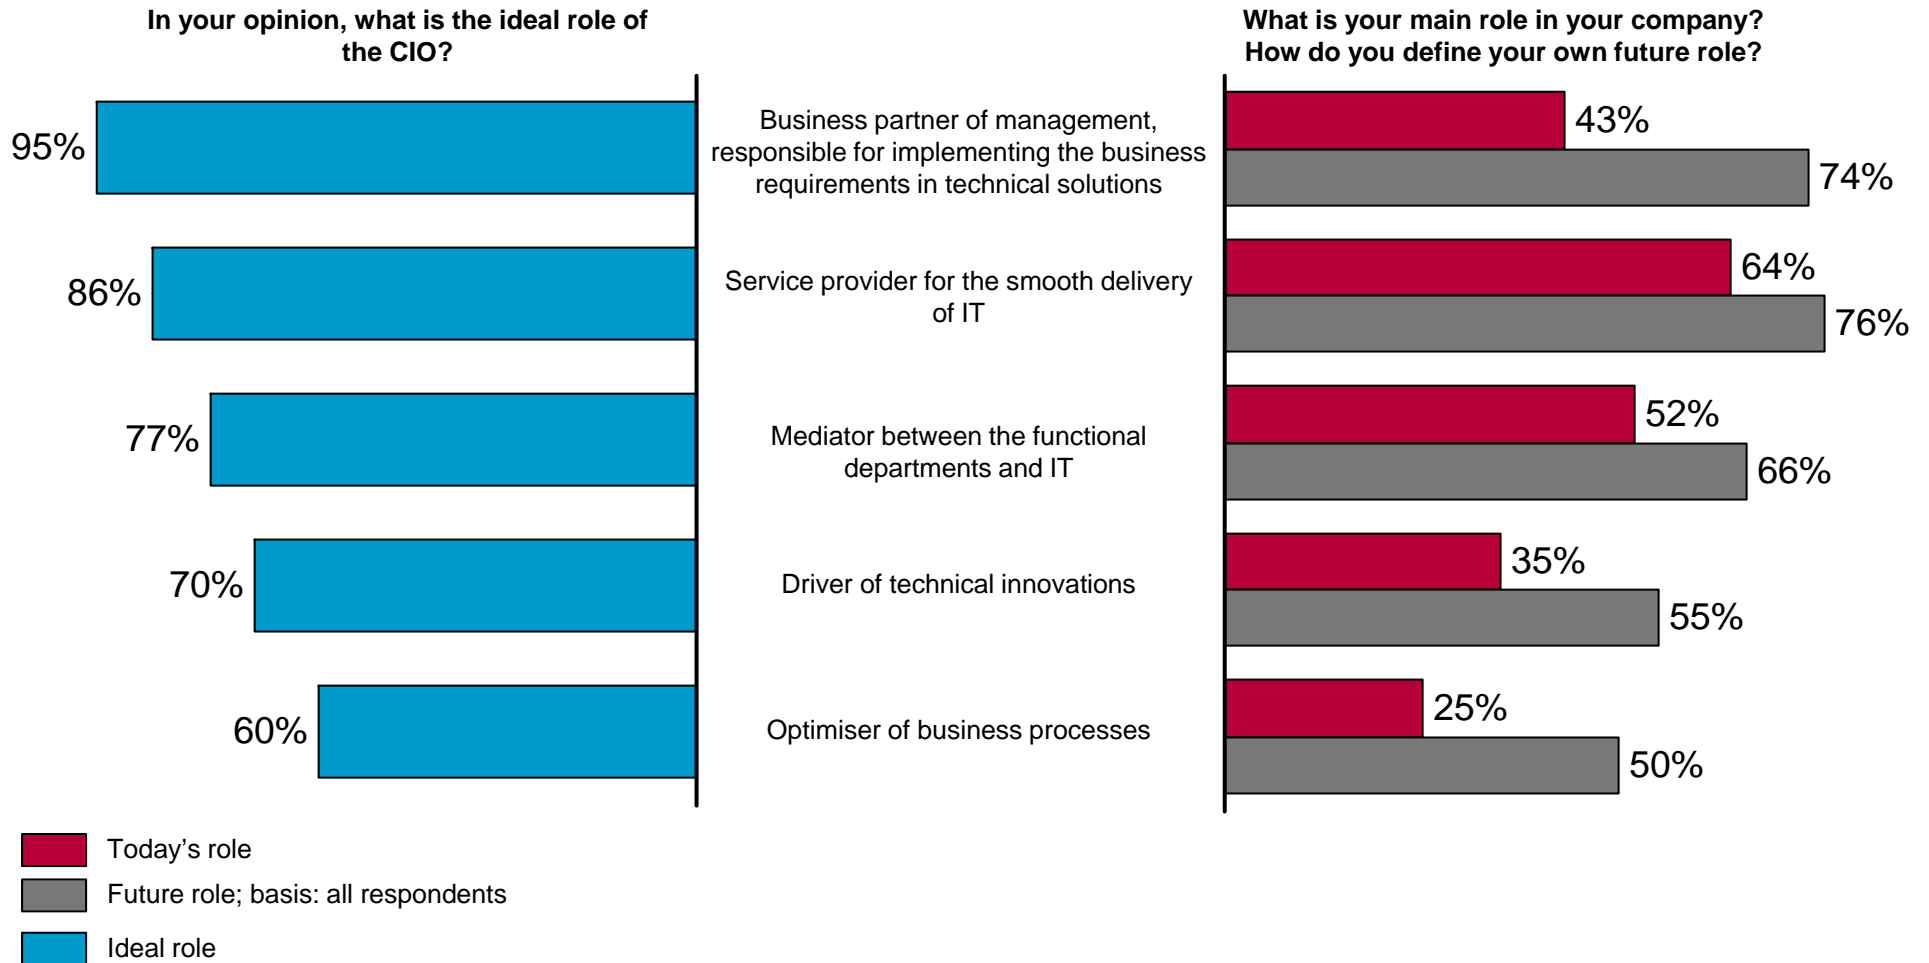 In your opinion, what is the ideal role of
the CIO?
What is your main role in your company?
How do you define your own future role?
95%
Business partner of management,
responsible for implementing the business
requirements in technical solutions
43%
74%
86%
Service provider for the smooth delivery
of IT
64%
76%
77%
Mediator between the functional
departments and IT
52%
66%
70%
Driver of technical innovations
35%
55%
60%
Optimiser of business processes
25%
50%
Today’s role
Future role; basis: all respondents
Ideal role